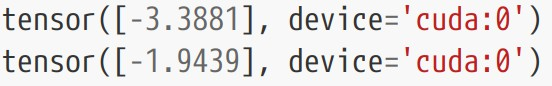 tensor([-3.3881], device='cuda:0')
tensor([-1.9439], device='cuda:0')